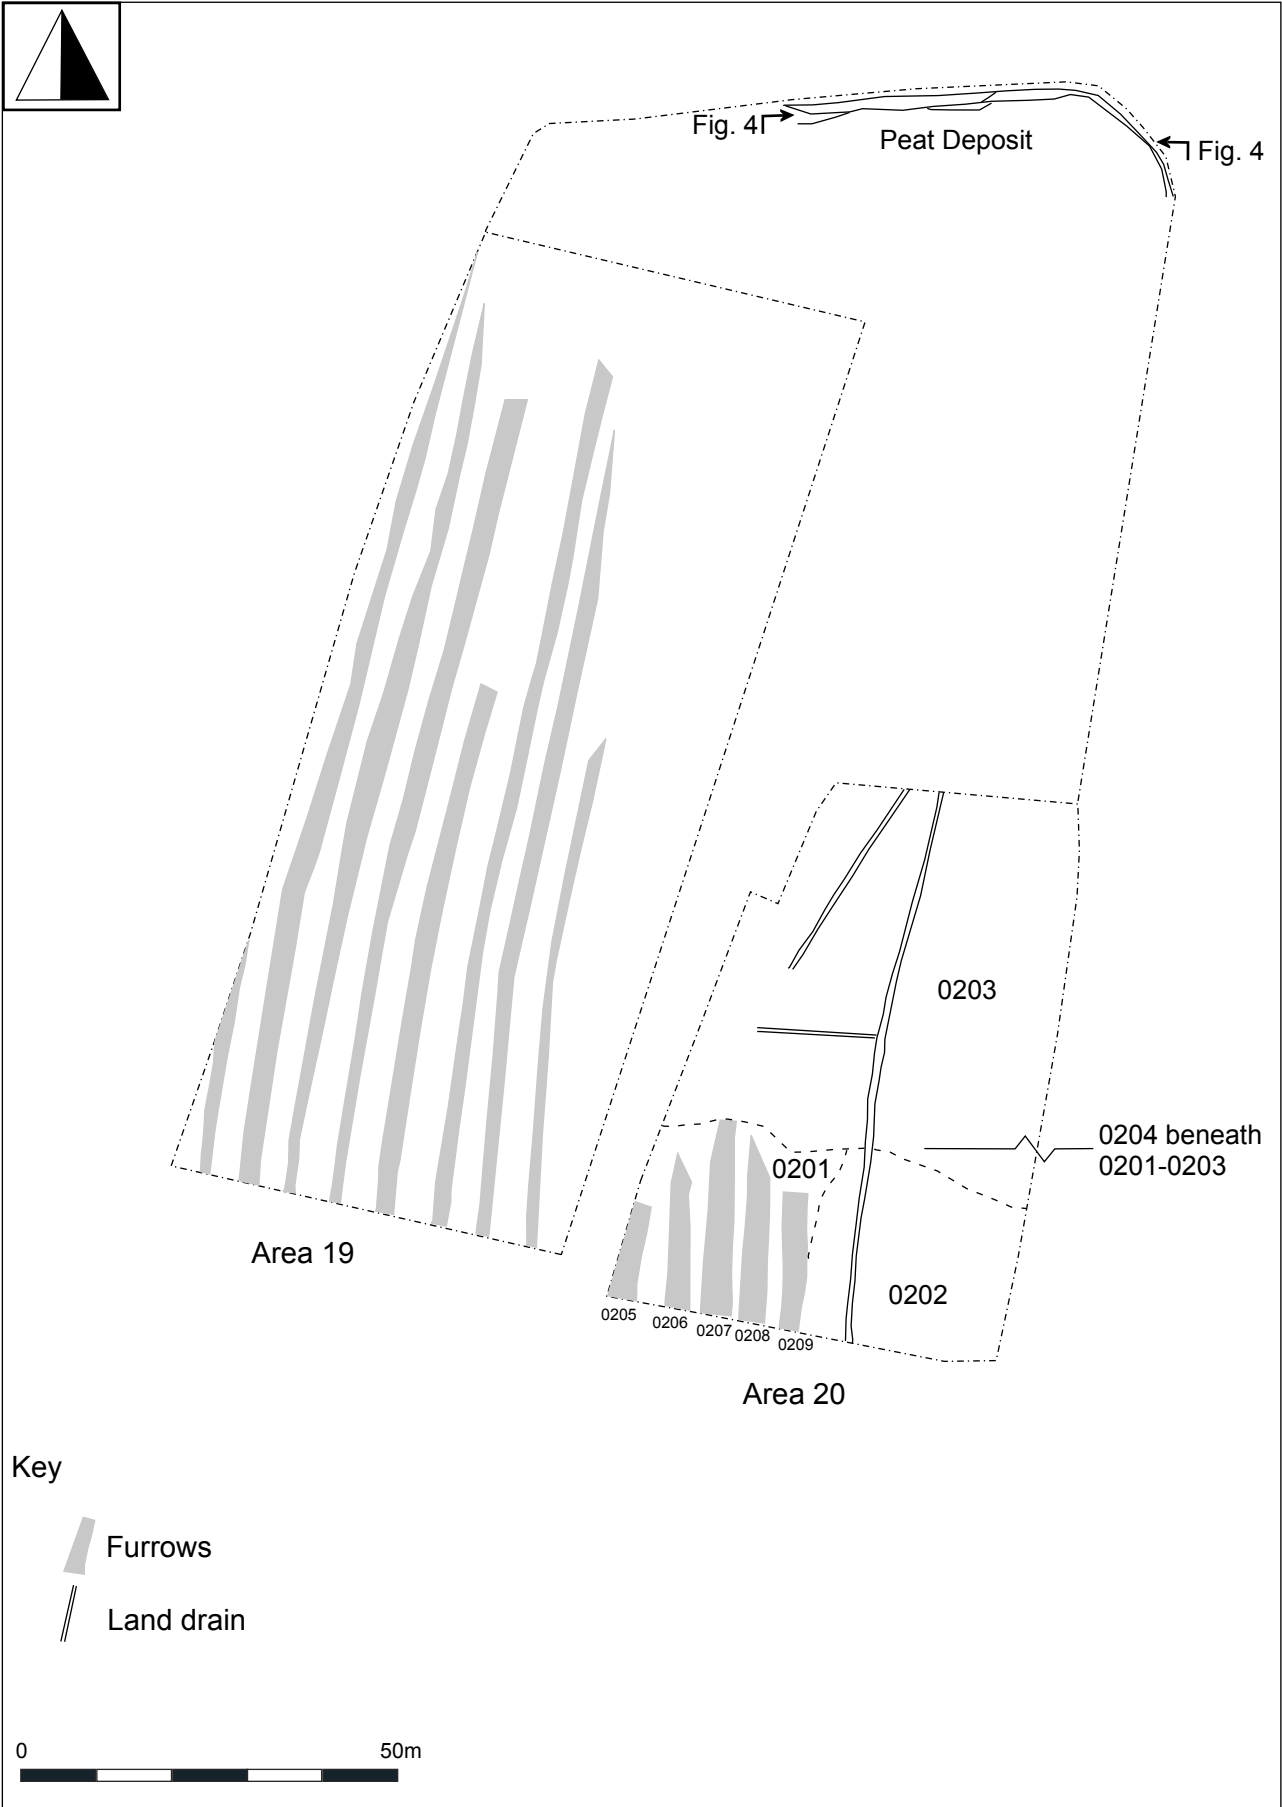 Fig. 4
Peat Deposit
Fig. 4
0203
0204 beneath
0201-0203
0201
0202
0205
0206
0207
0208
0209
Area 19
Area 20
Key
Furrows
Land drain
0
50m